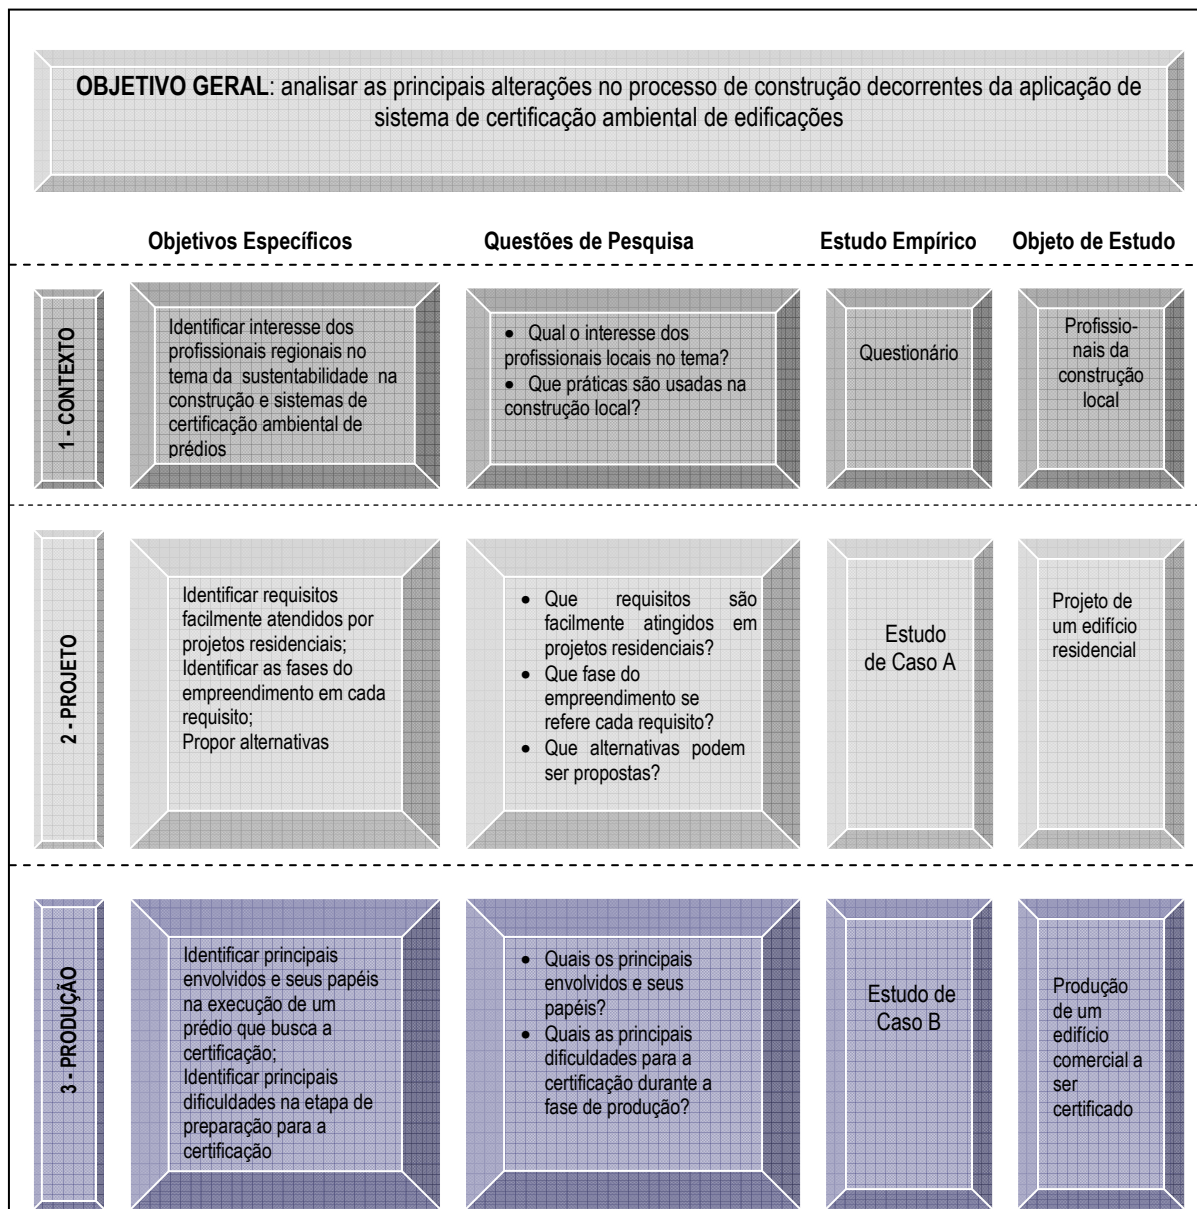 OBJETIVO GERAL: analisar as principais alterações no processo de construção decorrentes da aplicação de
sistema de certificação ambiental de edificações
Objetivos Específicos
Questões de Pesquisa
Estudo Empírico
Objeto de Estudo
1 - CONTEXTO
Identificar interesse dos
profissionais regionais no
tema da sustentabilidade na
construção e sistemas de
certificação ambiental de
prédios
• Qual o interesse dos
profissionais locais no tema?
• Que práticas são usadas na
construção local?
Questionário
Profissio-
nais da
construção
local
2 - PROJETO
Identificar requisitos
facilmente atendidos por
projetos residenciais;
Identificar as fases do
empreendimento em cada
requisito;
Propor alternativas
• Que requisitos são
facilmente atingidos em
projetos residenciais?
• Que fase do
empreendimento se
refere cada requisito?
• Que alternativas podem
ser propostas?
Estudo
de Caso A
Projeto de
um edifício
residencial
3 - PRODUÇÃO
Identificar principais
envolvidos e seus papéis
na execução de um
prédio que busca a
certificação;
Identificar principais
dificuldades na etapa de
preparação para a
certificação
• Quais os principais
envolvidos e seus
papéis?
• Quais as principais
dificuldades para a
certificação durante a
fase de produção?
Estudo de
Caso B
Produção
de um
edifício
comercial a
ser
certificado